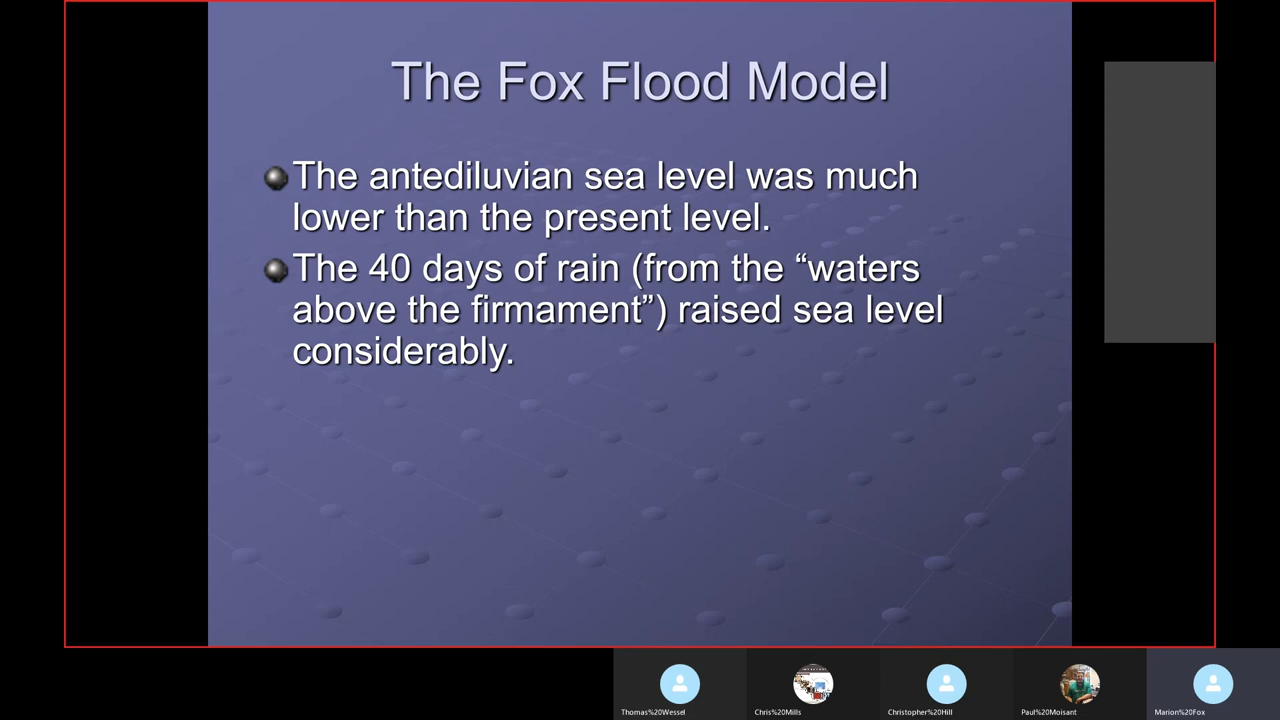 The Fox Flood Model
The antediluvian sea level was much
lower than the present level.
The 40 days of rain (from the “waters
above the firmament”) raised sea level
considerably.
Thomas%20Wessel
Chris%20Mills
Christopher%20Hill
Paul%20Moisant
Marion%20Fox